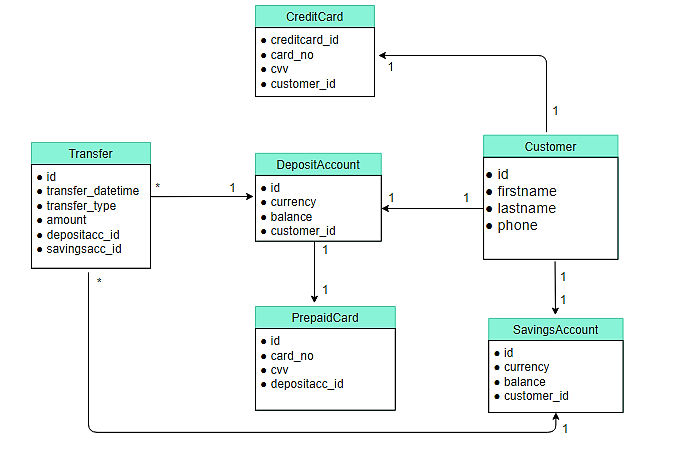 CreditCard
● creditcard_id
● card_no
● cvv
● customer_id
1
1
Transfer
● id
● transfer_datetime
● transfer_type
● amount
● depositacc_id
● savingsacc_id
*
1
DepositAccount
● id
● currency
● balance
● customer_id
1
1
Customer
● id
● firstname
● lastname
● phone
*
1
1
1
1
PrepaidCard
● id
● card_no
● cvv
● depositacc_id
SavingsAccount
● id
● currency
● balance
● customer_id
1